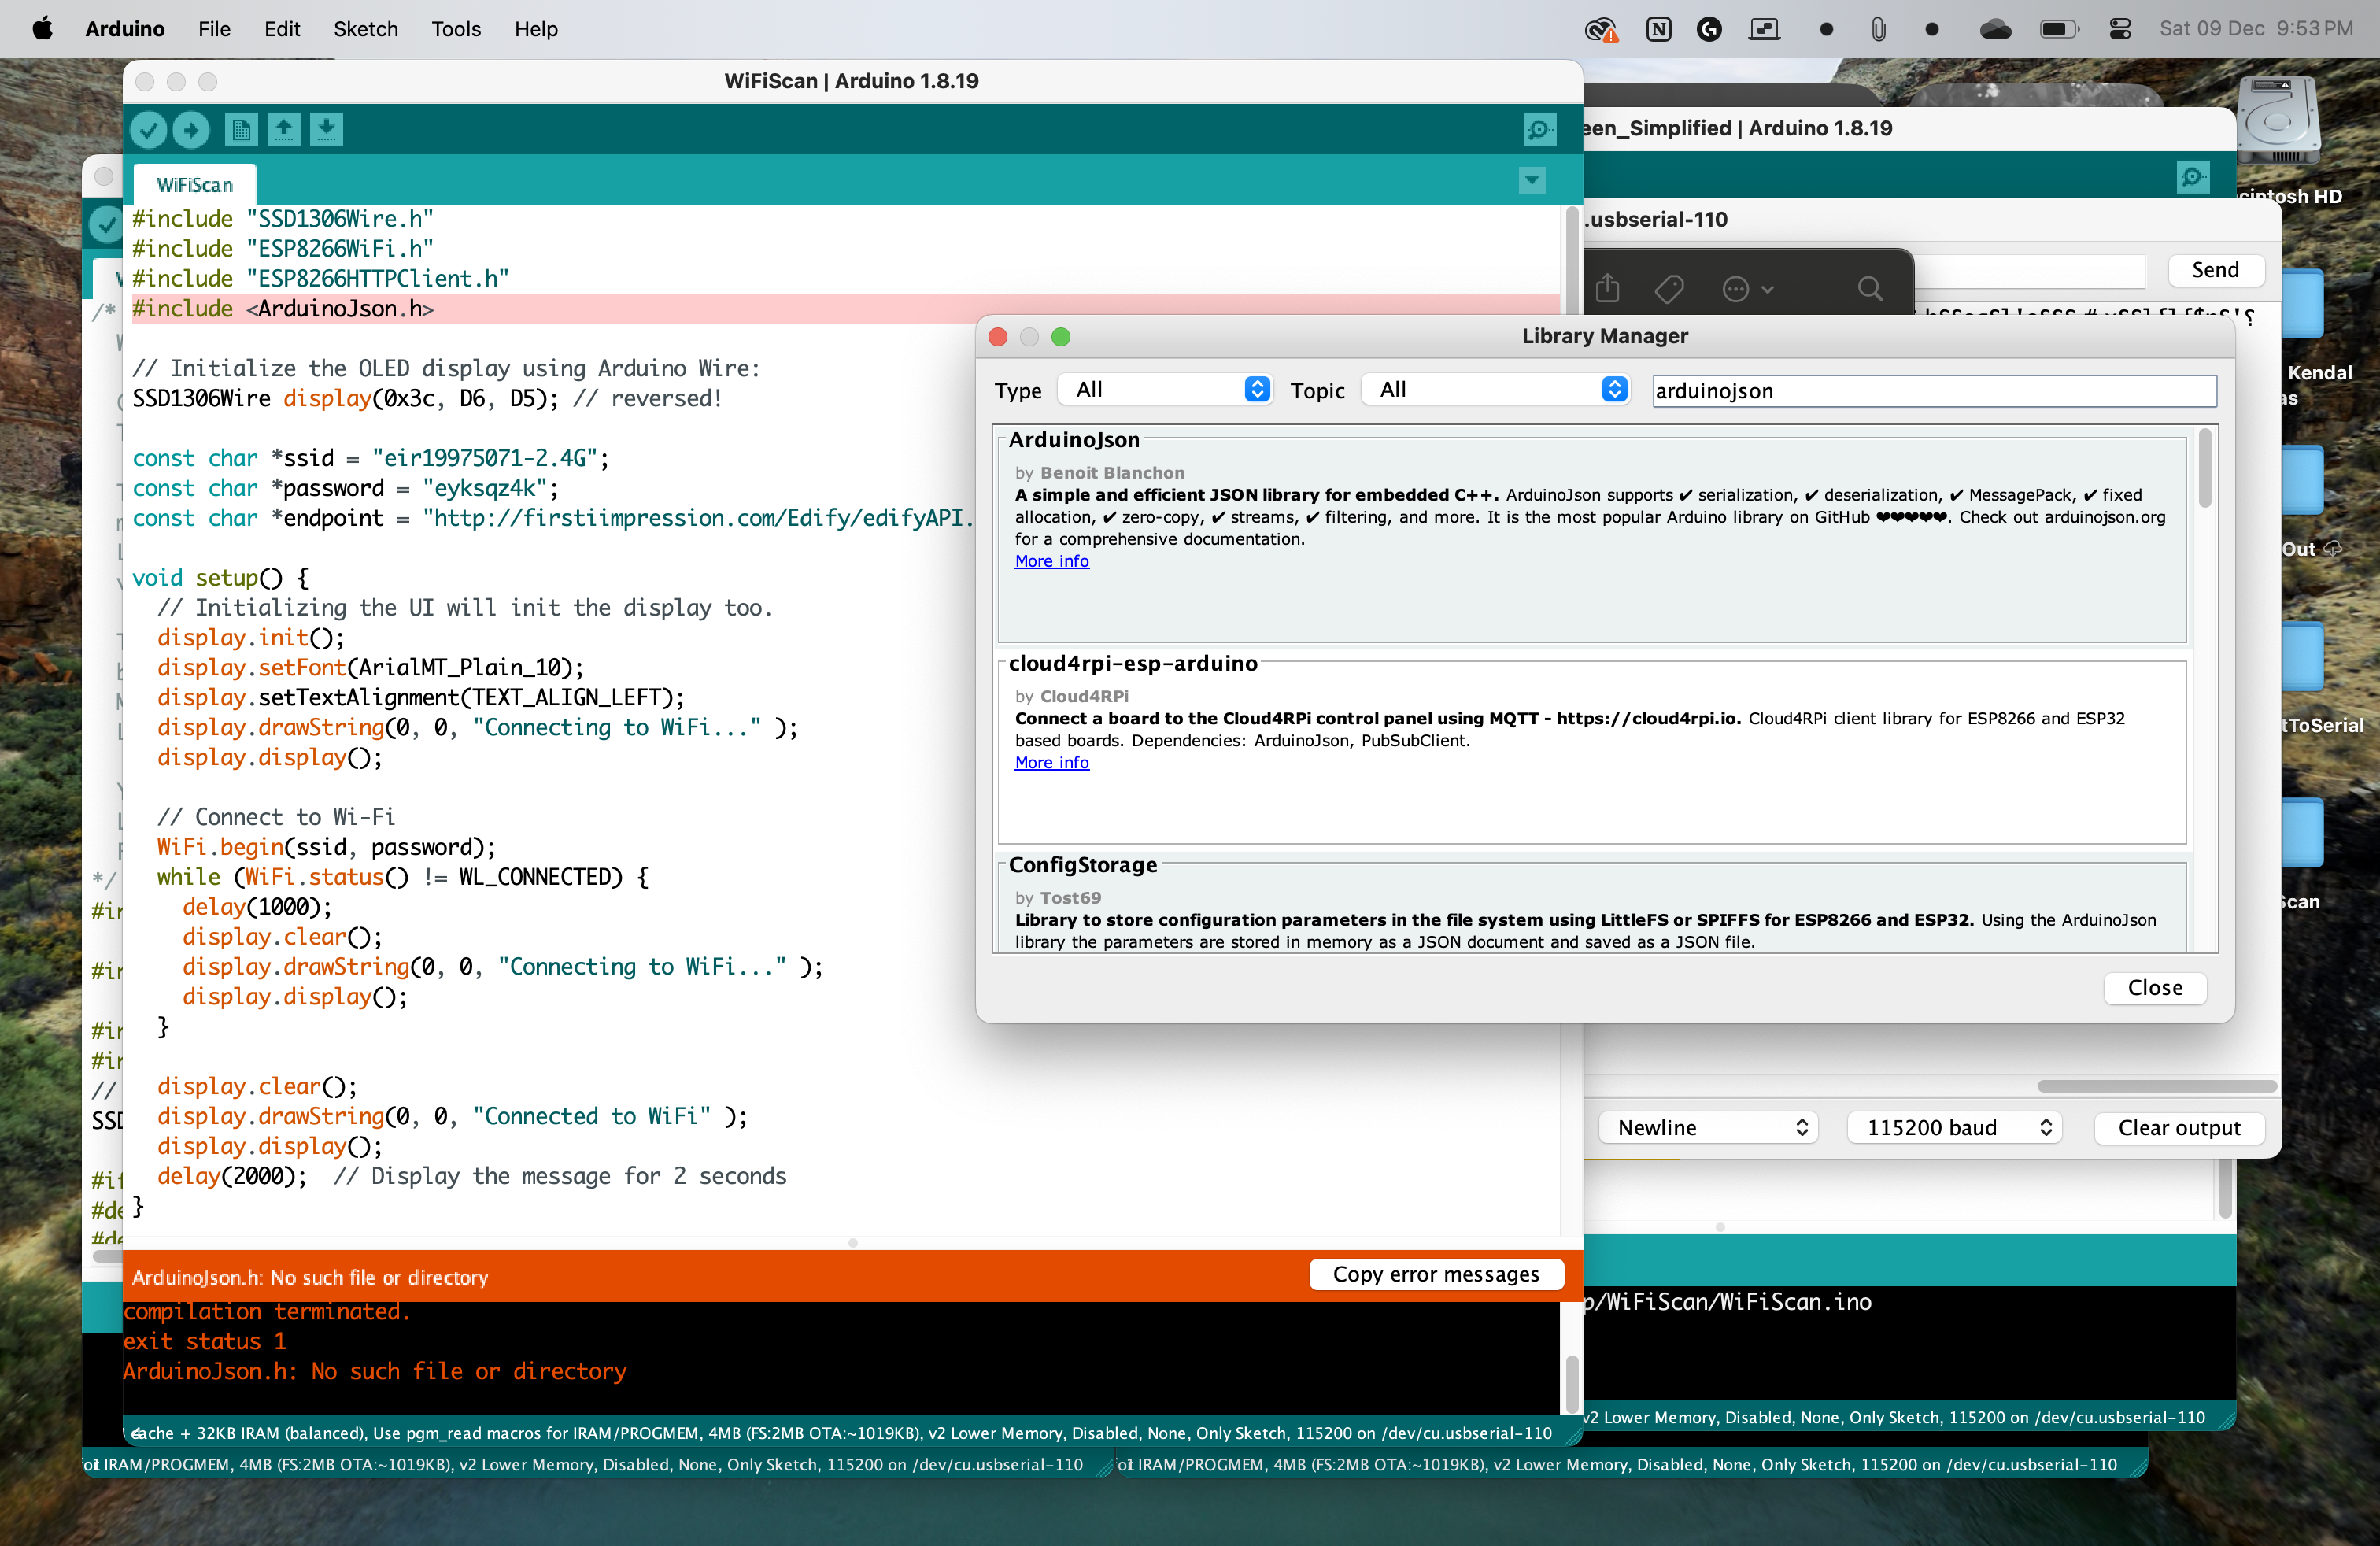 Arduino File Edit Sketch Tools Help
Sat 09 Dec 9:53 PM
WiFiScan | Arduino 1.8.19
WiFiScan
#include "SSD1306Wire.h"
#include "ESP8266WiFi.h"
#include "ESP8266HTTPClient.h"
#include <ArduinoJson.h>
// Initialize the OLED display using Arduino Wire:
SSD1306Wire display(0x3c, D6, D5); // reversed!
const char *ssid = "eir19975071-2.4G";
const char *password = "eyksqz4k";
const char *endpoint = "http://firstiimpression.com/Edify/edifyAPI.
void setup() {
// Initializing the UI will init the display too.
display.init();
display.setFont(ArialMT_Plain_10);
display.setTextAlignment(TEXT_ALIGN_LEFT);
display.drawString(0, 0, "Connecting to WiFi..." );
display.display();
// Connect to Wi-Fi
WiFi.begin(ssid, password);
while (WiFi.status() != WL_CONNECTED) {
delay(1000);
display.clear();
display.drawString(0, 0, "Connecting to WiFi..." );
display.display();
}
display.clear();
display.drawString(0, 0, "Connected to WiFi" );
display.display();
delay(2000); // Display the message for 2 seconds
}
ArduinoJson.h: No such file or directory
Copy error messages
compilation terminated.
exit status 1
ArduinoJson.h: No such file or directory
cache + 32KB IRAM (balanced), Use pgm_read macros for IRAM/PROGMEM, 4MB (FS:2MB OTA:~1019KB), v2 Lower Memory, Disabled, None, Only Sketch, 115200 on /dev/cu.usbserial-110
IRAM/PROGMEM, 4MB (FS:2MB OTA:~1019KB), v2 Lower Memory, Disabled, None, Only Sketch, 115200 on /dev/cu.usbserial-110
IRAM/PROGMEM, 4MB (FS:2MB OTA:~1019KB), v2 Lower Memory, Disabled, None, Only Sketch, 115200 on /dev/cu.usbserial-110
een_Simplified | Arduino 1.8.19
.usbserial-110
Send
Library Manager
Type All Topic All arduinojson
ArduinoJson
by Benoit Blanchon
A simple and efficient JSON library for embedded C++. ArduinoJson supports ✔ serialization, ✔ deserialization, ✔ MessagePack, ✔ fixed
allocation, ✔ zero-copy, ✔ streams, ✔ filtering, and more. It is the most popular Arduino library on GitHub ❤❤❤❤❤. Check out arduinojson.org
for a comprehensive documentation.
More info
cloud4rpi-esp-arduino
by Cloud4RPi
Connect a board to the Cloud4RPi control panel using MQTT - https://cloud4rpi.io. Cloud4RPi client library for ESP8266 and ESP32
based boards. Dependencies: ArduinoJson, PubSubClient.
More info
ConfigStorage
by Tost69
Library to store configuration parameters in the file system using LittleFS or SPIFFS for ESP8266 and ESP32. Using the ArduinoJson
library the parameters are stored in memory as a JSON document and saved as a JSON file.
Close
Newline
115200 baud
Clear output
p/WiFiScan/WiFiScan.ino
v2 Lower Memory, Disabled, None, Only Sketch, 115200 on /dev/cu.usbserial-110
cintosh HD
Kendal
as
Out
tToSerial
Scan
/*
*/
#in
#in
#in
#in
//
SSD
#if
#de
#de